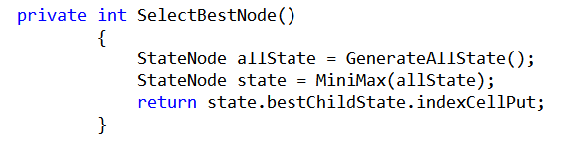 private int SelectBestNode()
{
StateNode allState = GenerateAllState();
StateNode state = MiniMax(allState);
return state.bestChildState.indexCellPut;
}